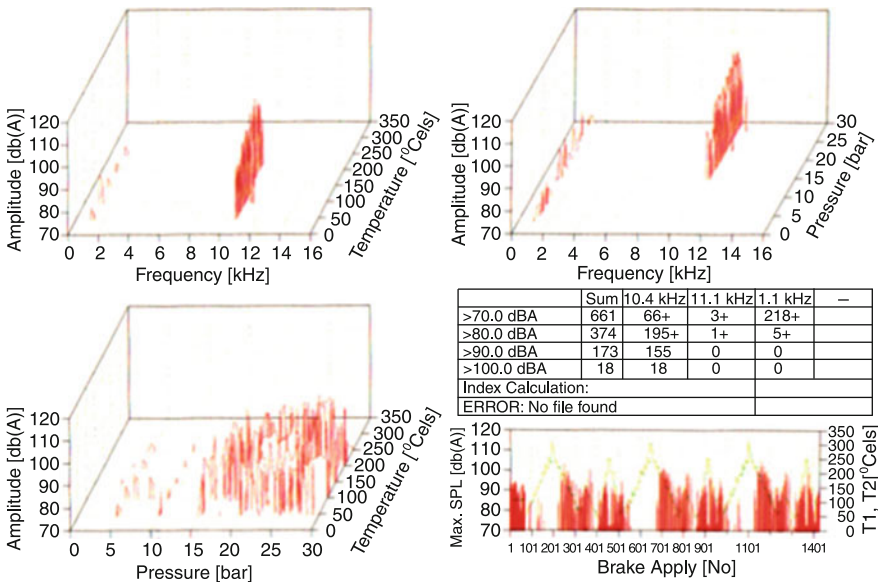 Amplitude [db(A)]
120
110
100
90
80
70
0 2 4 6 8 10 12 14 16
Frequency [kHz]
0
50
100
150
200
250
300
350
Temperature [⁰Cels]
Amplitude [db(A)]
120
110
100
90
80
70
0 2 4 6 8 10 12 14 16
Frequency [kHz]
0
5
10
15
20
25
30
Pressure [bar]
Amplitude [db(A)]
120
110
100
90
80
70
0 5 10 15 20 25 30
Pressure [bar]
0
50
100
150
200
250
300
350
Temperature [⁰Cels]
Sum 10.4 kHz 11.1 kHz 1.1 kHz –
>70.0 dBA 661 66+ 3+ 218+
>80.0 dBA 374 195+ 1+ 5+
>90.0 dBA 173 155 0 0
>100.0 dBA 18 18 0 0
Index Calculation:
ERROR: No file found
Max. SPL [db(A)]
120
110
100
90
80
70
1 101 201 301 401 501 601 701 801 901 1101 1401
Brake Apply [No]
350
300
250
200
150
100
50
0
T1, T2[⁰Cels]